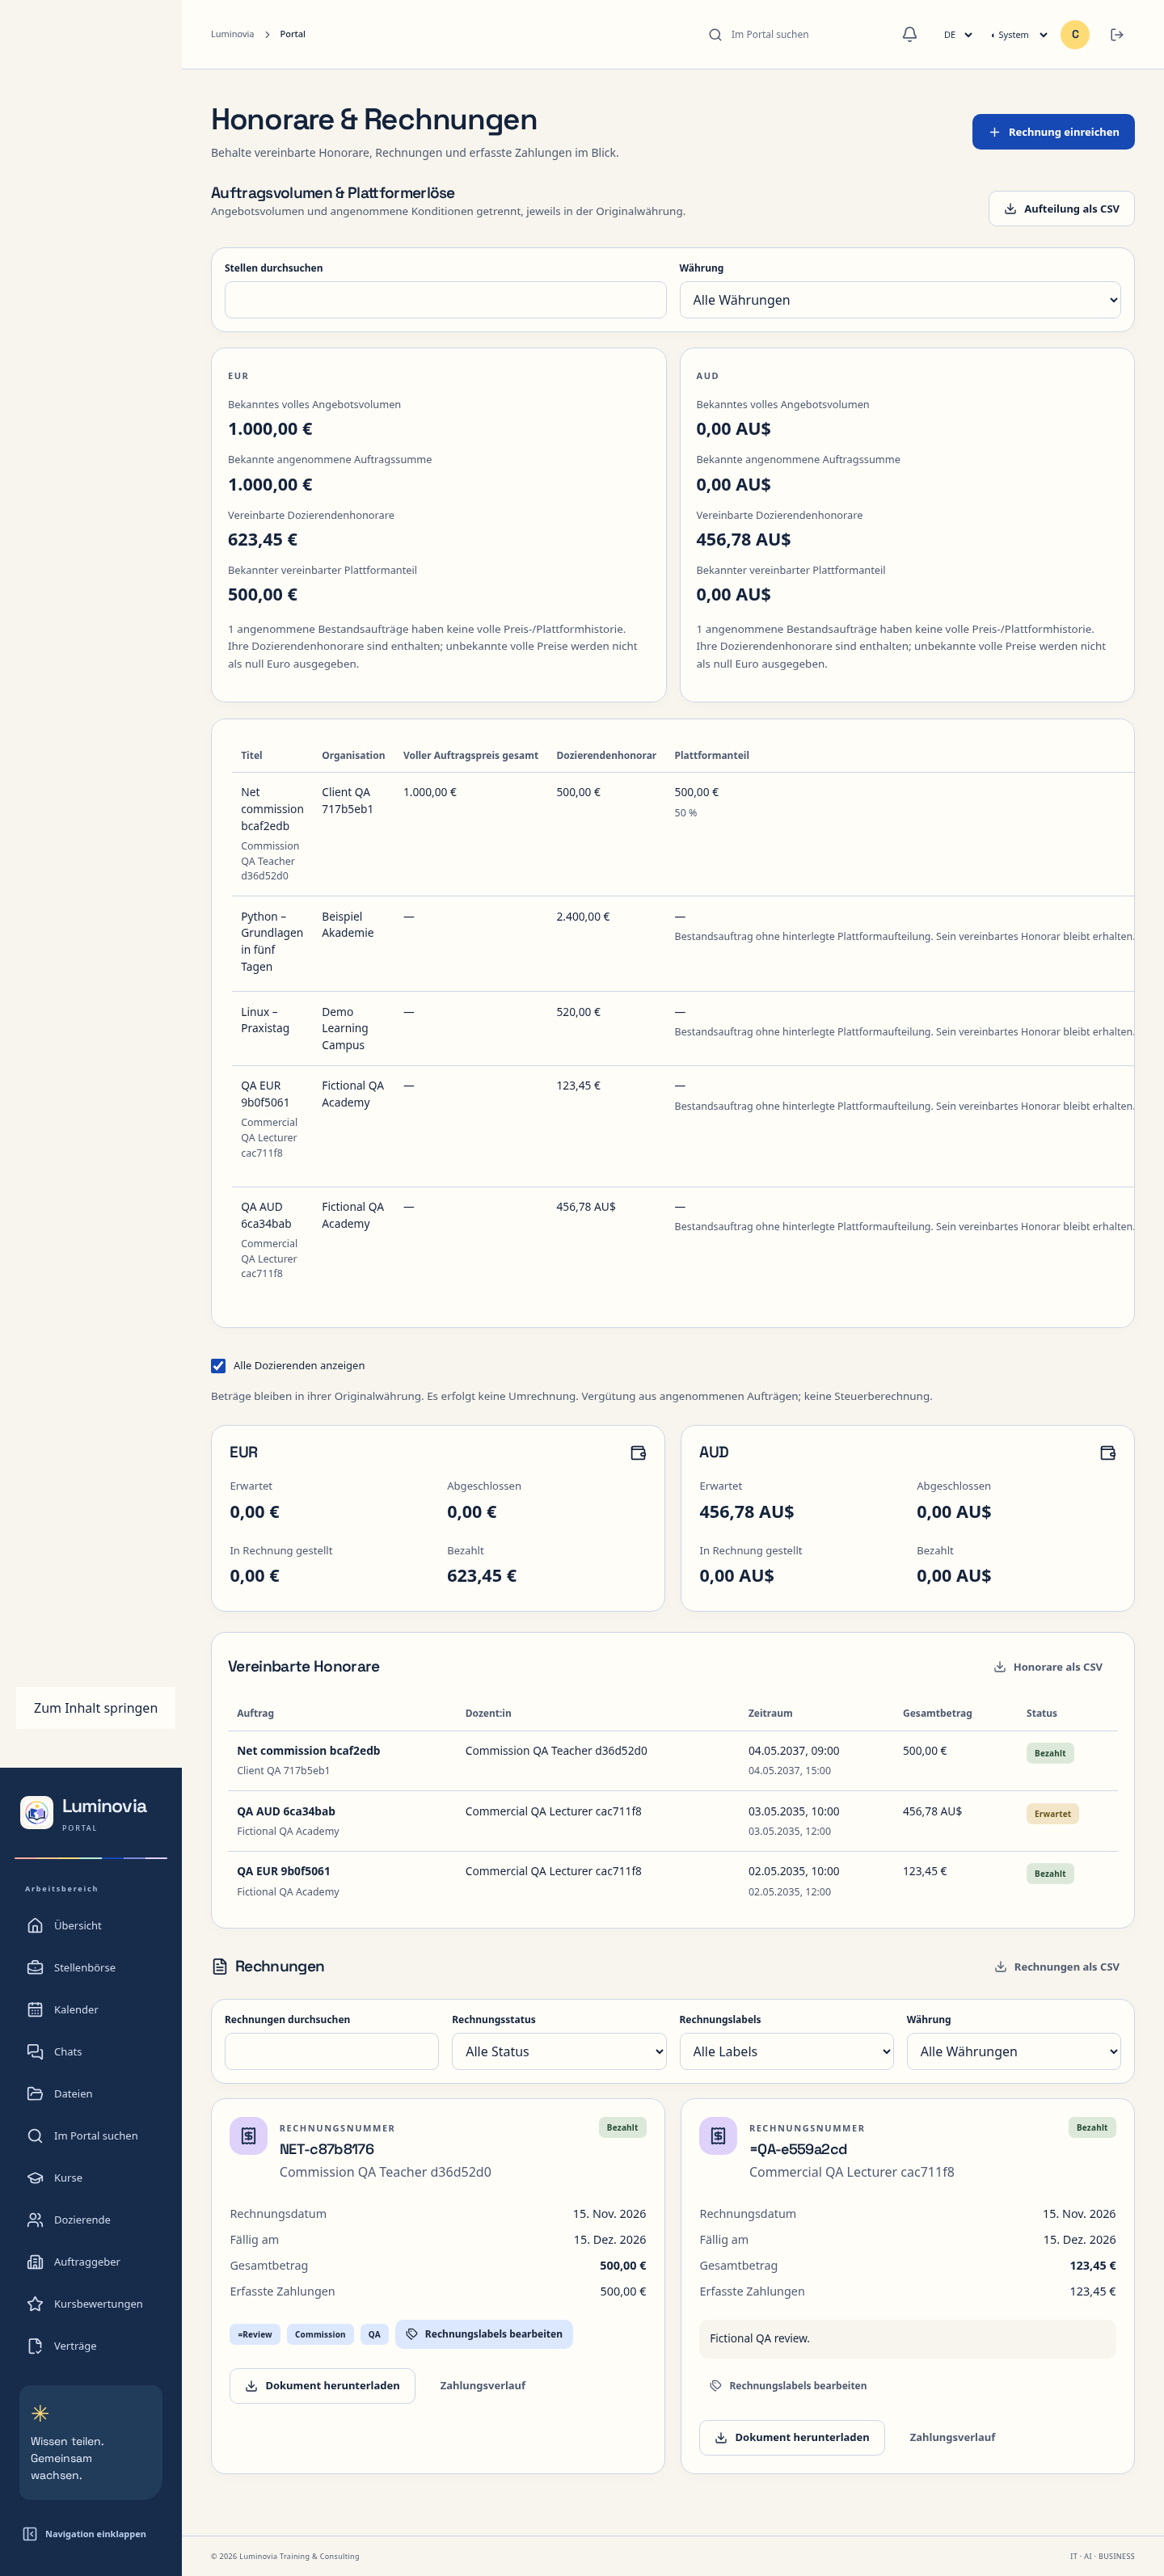 Luminovia > Portal
Im Portal suchen
DE
System
C
Honorare & Rechnungen
Behalte vereinbarte Honorare, Rechnungen und erfasste Zahlungen im Blick.
Rechnung einreichen
Auftragsvolumen & Plattformerlöse
Angebotsvolumen und angenommene Konditionen getrennt, jeweils in der Originalwährung.
Aufteilung als CSV
Stellen durchsuchen
Währung
Alle Währungen
EUR
Bekanntes volles Angebotsvolumen
1.000,00 €
Bekannte angenommene Auftragssumme
1.000,00 €
Vereinbarte Dozierendenhonorare
623,45 €
Bekannter vereinbarter Plattformanteil
500,00 €
1 angenommene Bestandsaufträge haben keine volle Preis-/Plattformhistorie.
Ihre Dozierendenhonorare sind enthalten; unbekannte volle Preise werden nicht
als null Euro ausgegeben.
AUD
Bekanntes volles Angebotsvolumen
0,00 AU$
Bekannte angenommene Auftragssumme
0,00 AU$
Vereinbarte Dozierendenhonorare
456,78 AU$
Bekannter vereinbarter Plattformanteil
0,00 AU$
1 angenommene Bestandsaufträge haben keine volle Preis-/Plattformhistorie.
Ihre Dozierendenhonorare sind enthalten; unbekannte volle Preise werden nicht
als null Euro ausgegeben.
Titel Organisation Voller Auftragspreis gesamt Dozierendenhonorar Plattformanteil
Net
commission
bcaf2edb
Commission
QA Teacher
d36d52d0
Client QA
717b5eb1
1.000,00 €
500,00 €
500,00 €
50 %
Python –
Grundlagen
in fünf
Tagen
Beispiel
Akademie
—
2.400,00 €
—
Bestandsauftrag ohne hinterlegte Plattformaufteilung. Sein vereinbartes Honorar bleibt erhalten.
Linux –
Praxistag
Demo
Learning
Campus
—
520,00 €
—
Bestandsauftrag ohne hinterlegte Plattformaufteilung. Sein vereinbartes Honorar bleibt erhalten.
QA EUR
9b0f5061
Commercial
QA Lecturer
cac711f8
Fictional QA
Academy
—
123,45 €
—
Bestandsauftrag ohne hinterlegte Plattformaufteilung. Sein vereinbartes Honorar bleibt erhalten.
QA AUD
6ca34bab
Commercial
QA Lecturer
cac711f8
Fictional QA
Academy
—
456,78 AU$
—
Bestandsauftrag ohne hinterlegte Plattformaufteilung. Sein vereinbartes Honorar bleibt erhalten.
Alle Dozierenden anzeigen
Beträge bleiben in ihrer Originalwährung. Es erfolgt keine Umrechnung. Vergütung aus angenommenen Aufträgen; keine Steuerberechnung.
EUR
Erwartet
0,00 €
Abgeschlossen
0,00 €
In Rechnung gestellt
0,00 €
Bezahlt
623,45 €
AUD
Erwartet
456,78 AU$
Abgeschlossen
0,00 AU$
In Rechnung gestellt
0,00 AU$
Bezahlt
0,00 AU$
Vereinbarte Honorare
Honorare als CSV
Auftrag Dozent:in Zeitraum Gesamtbetrag Status
Net commission bcaf2edb Commission QA Teacher d36d52d0 04.05.2037, 09:00 500,00 € Bezahlt
Client QA 717b5eb1 04.05.2037, 15:00
QA AUD 6ca34bab Commercial QA Lecturer cac711f8 03.05.2035, 10:00 456,78 AU$ Erwartet
Fictional QA Academy 03.05.2035, 12:00
QA EUR 9b0f5061 Commercial QA Lecturer cac711f8 02.05.2035, 10:00 123,45 € Bezahlt
Fictional QA Academy 02.05.2035, 12:00
Rechnungen
Rechnungen als CSV
Rechnungen durchsuchen
Rechnungsstatus
Alle Status
Rechnungslabels
Alle Labels
Währung
Alle Währungen
RECHNUNGSNUMMER
Bezahlt
NET-c87b8176
Commission QA Teacher d36d52d0
Rechnungsdatum 15. Nov. 2026
Fällig am 15. Dez. 2026
Gesamtbetrag 500,00 €
Erfasste Zahlungen 500,00 €
=Review Commission QA Rechnungslabels bearbeiten
Dokument herunterladen Zahlungsverlauf
RECHNUNGSNUMMER
Bezahlt
=QA-e559a2cd
Commercial QA Lecturer cac711f8
Rechnungsdatum 15. Nov. 2026
Fällig am 15. Dez. 2026
Gesamtbetrag 123,45 €
Erfasste Zahlungen 123,45 €
Fictional QA review.
Rechnungslabels bearbeiten
Dokument herunterladen Zahlungsverlauf
Zum Inhalt springen
Luminovia
PORTAL
Arbeitsbereich
Übersicht
Stellenbörse
Kalender
Chats
Dateien
Im Portal suchen
Kurse
Dozierende
Auftraggeber
Kursbewertungen
Verträge
Wissen teilen.
Gemeinsam
wachsen.
Navigation einklappen
© 2026 Luminovia Training & Consulting
IT · AI · BUSINESS